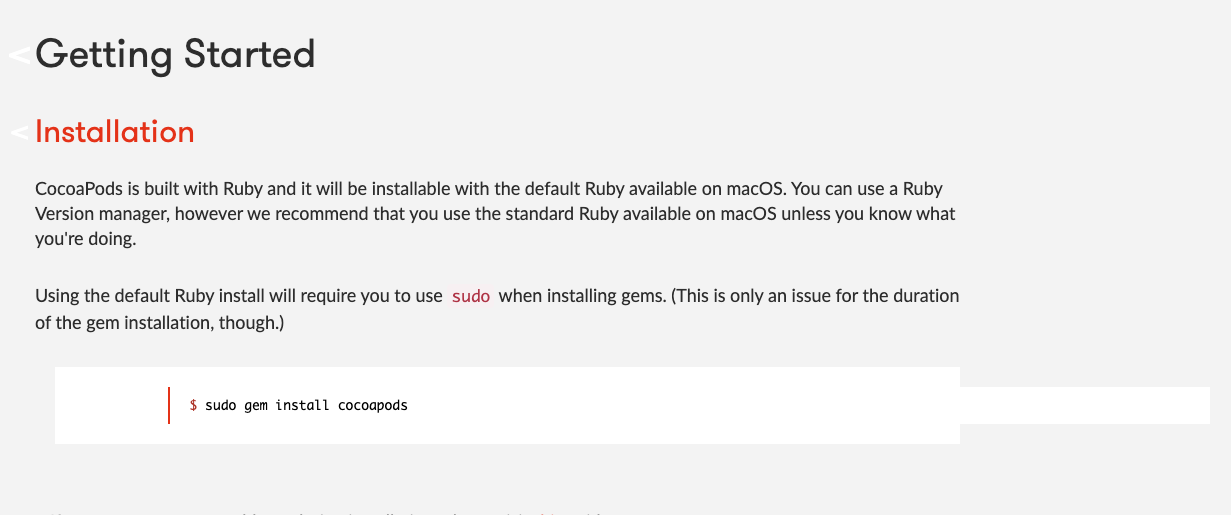 < Getting Started
< Installation
CocoaPods is built with Ruby and it will be installable with the default Ruby available on macOS. You can use a Ruby
Version manager, however we recommend that you use the standard Ruby available on macOS unless you know what
you're doing.
Using the default Ruby install will require you to use sudo when installing gems. (This is only an issue for the duration
of the gem installation, though.)
$ sudo gem install cocoapods